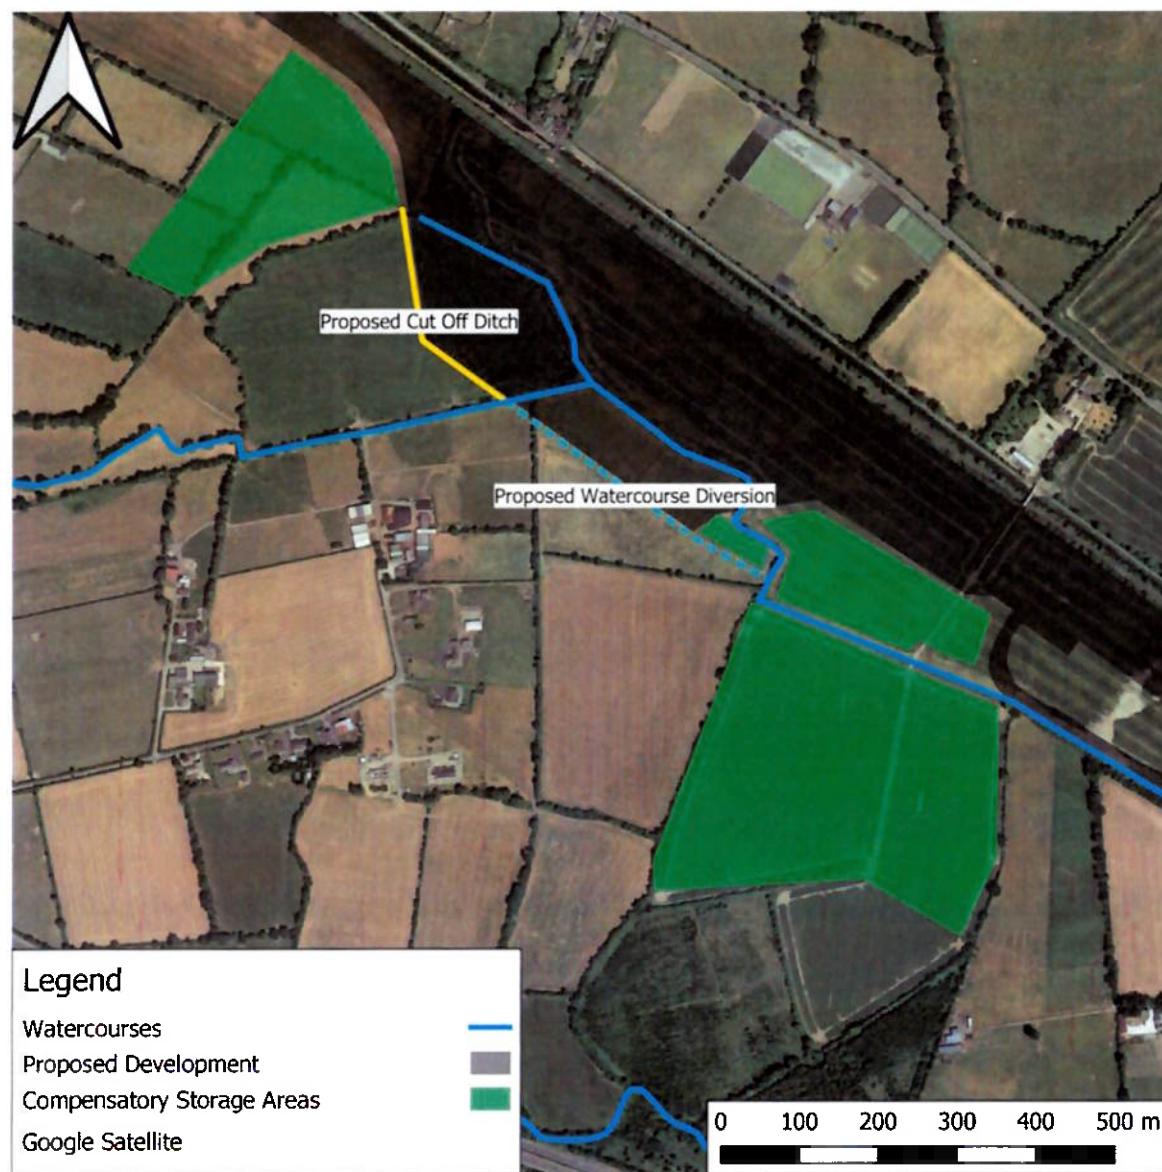 Proposed Cut Off Ditch
Proposed Watercourse Diversion
Legend
Watercourses
Proposed Development
Compensatory Storage Areas
Google Satellite
0 100 200 300 400 500 m